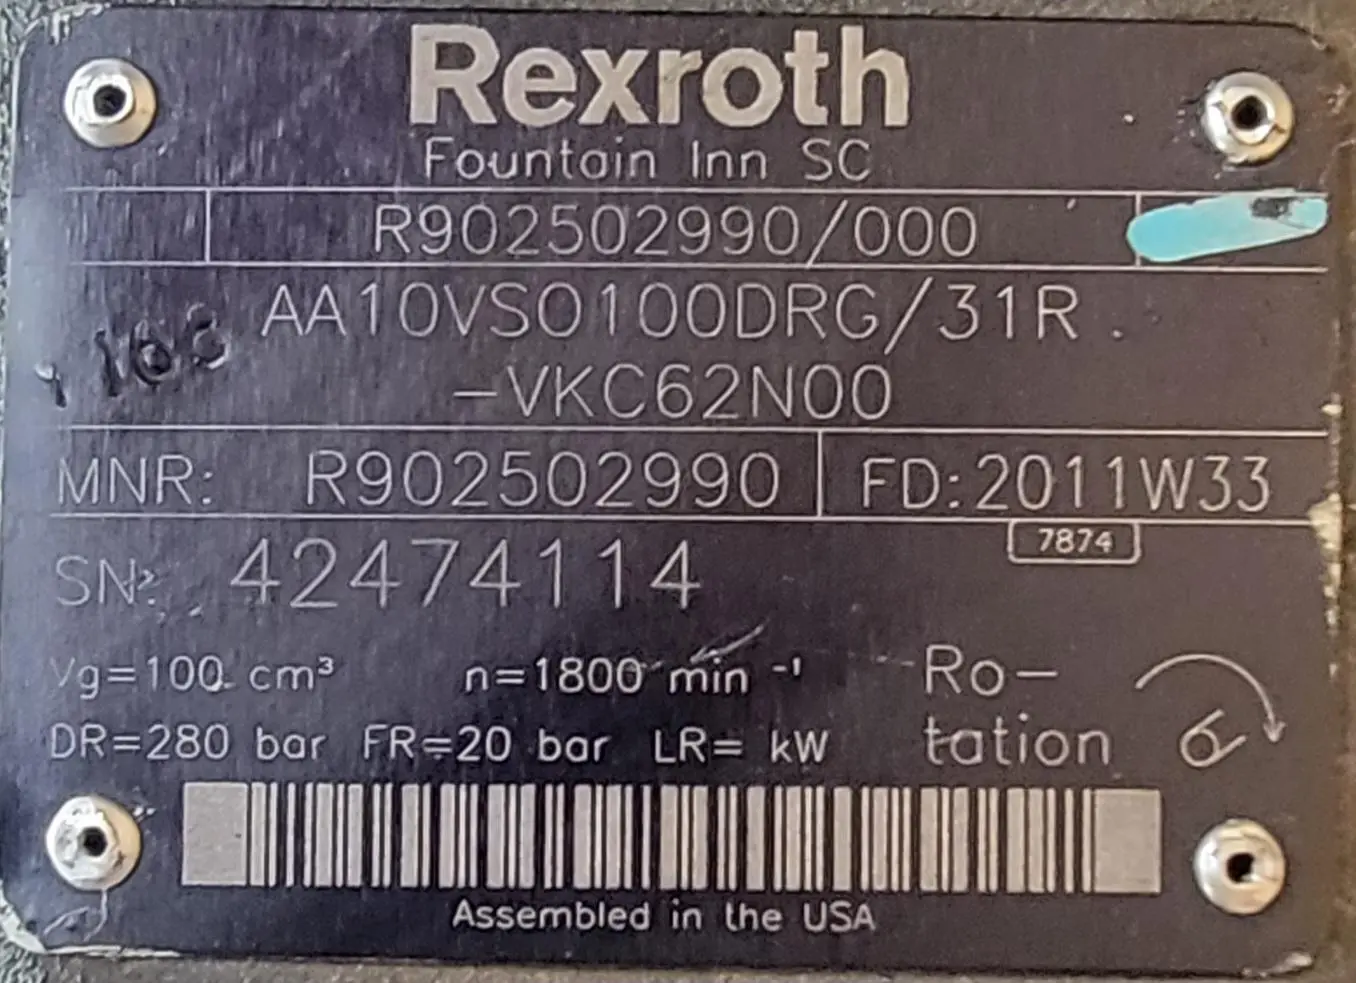 Rexroth
Fountain Inn SC
R902502990/000
AA10VSO100DRG/31R
-VKC62N00
MNR: R902502990 FD: 2011W33
7874
SN: 42474114
Vg=100 cm³ n=1800 min ⁻¹
DR=280 bar FR=20 bar LR= kW
Ro-
tation
Assembled in the USA